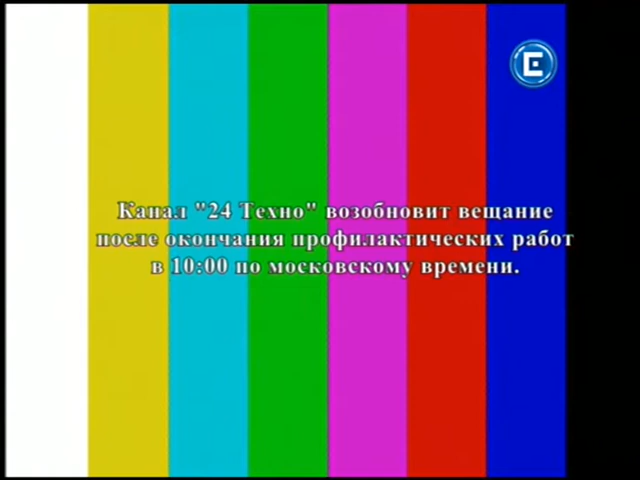 Канал "24 Техно" возобновит вещание
после окончания профилактических работ
в 10:00 по московскому времени.